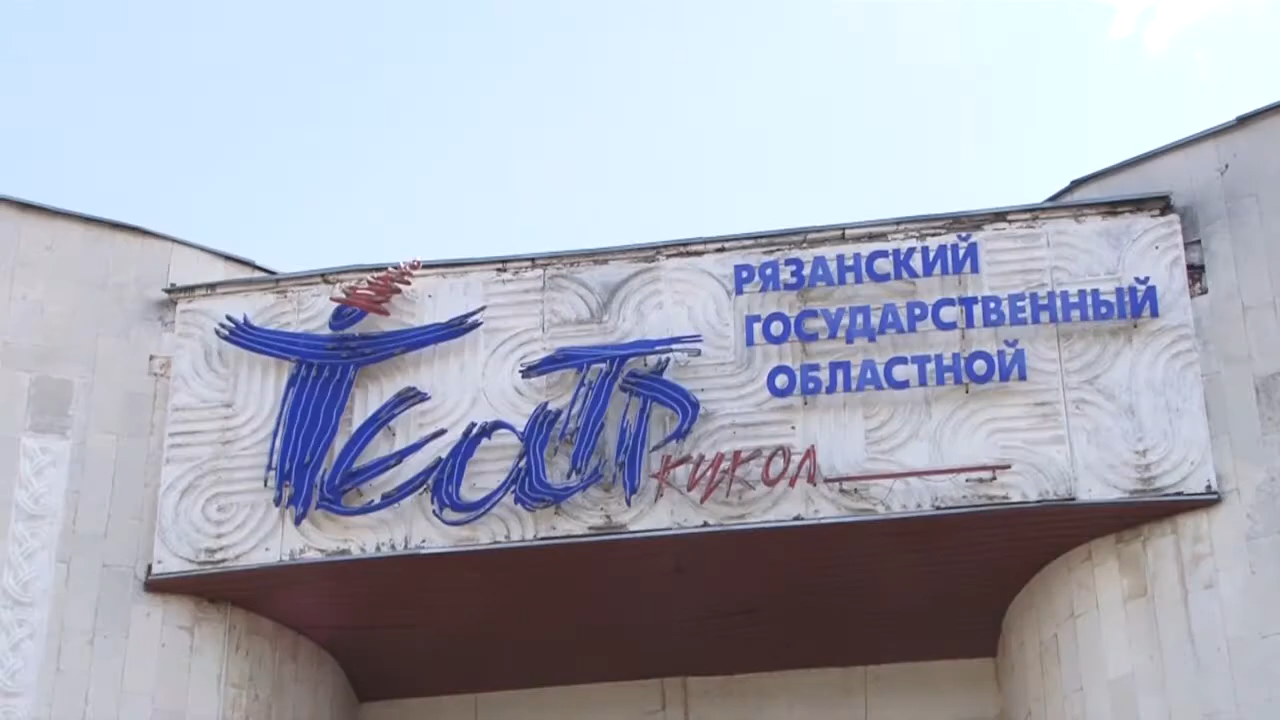 РЯЗАНСКИЙ
ГОСУДАРСТВЕННЫЙ
ОБЛАСТНОЙ
Театр
кукол